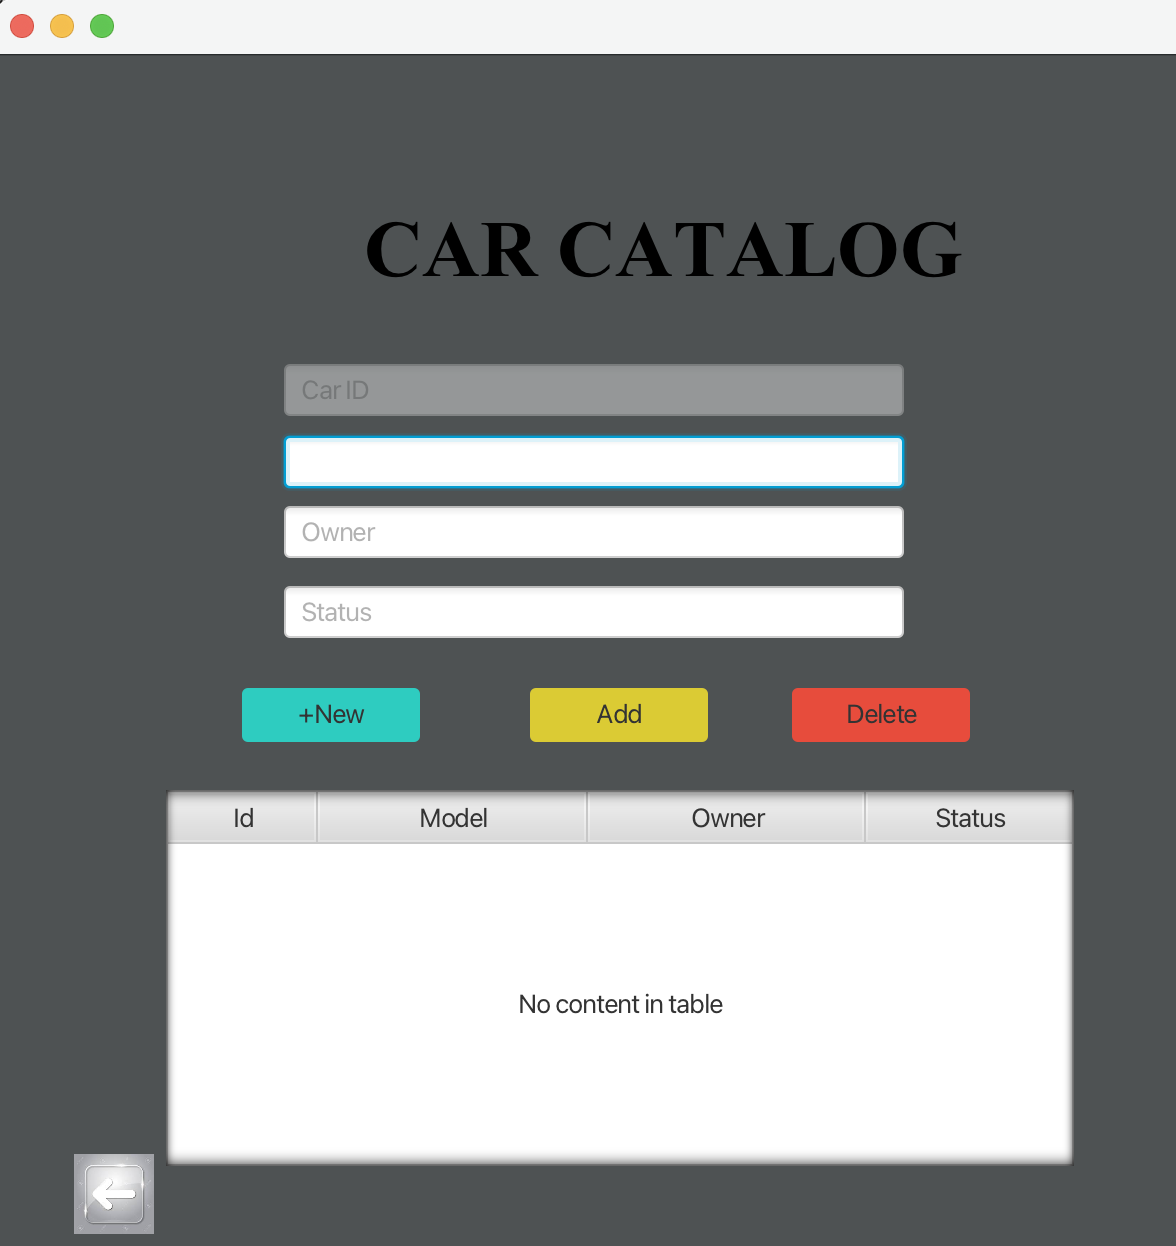 CAR CATALOG
Car ID
Owner
Status
+New Add Delete
Id Model Owner Status
No content in table